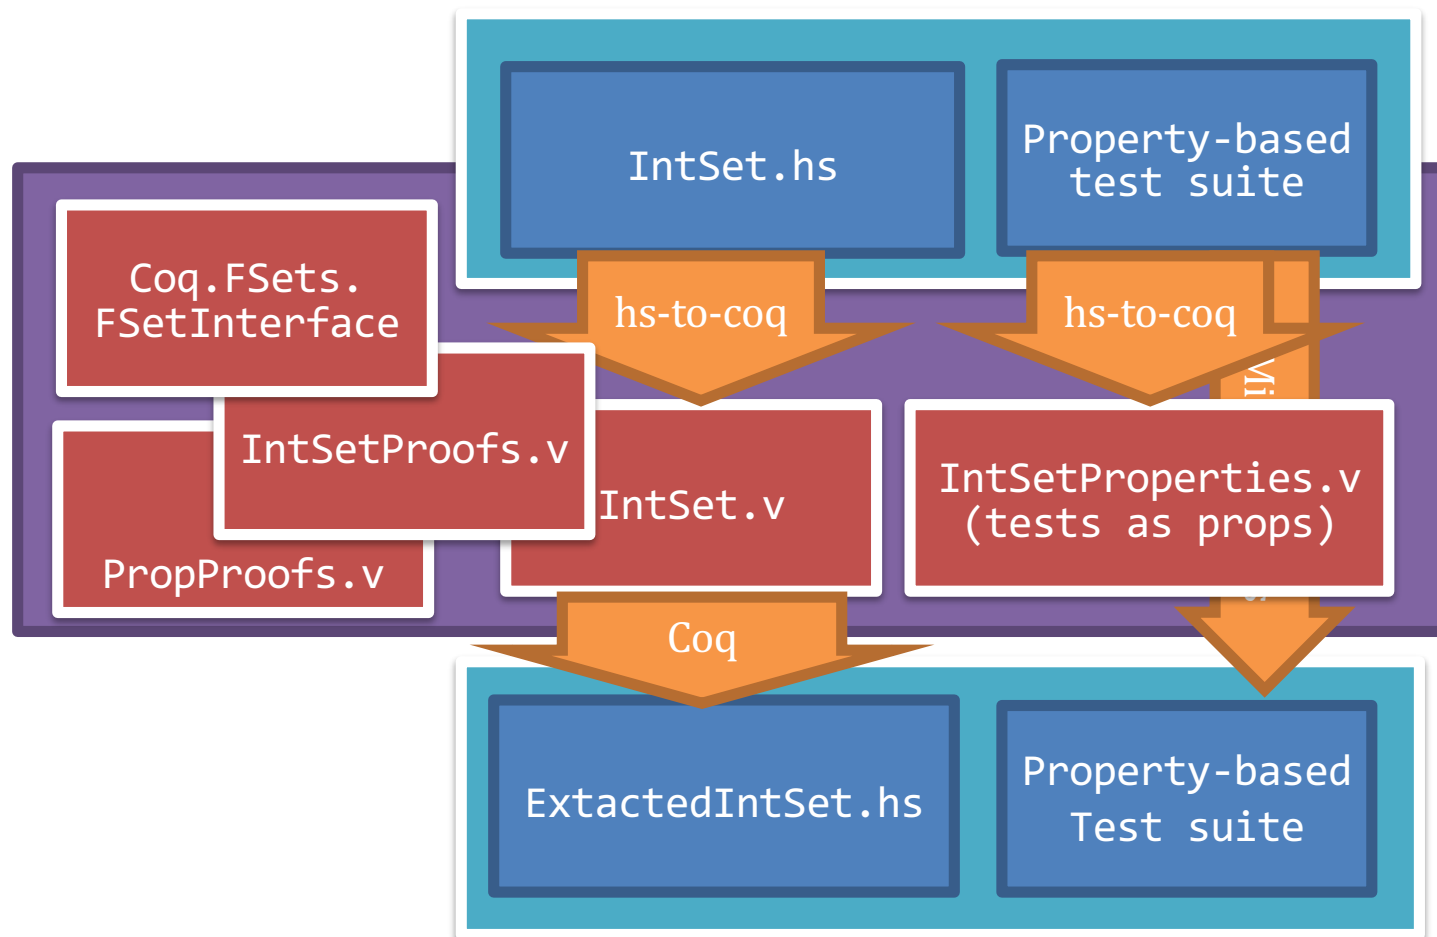 IntSet.hs
Property-based
test suite
Coq.FSets.
FSetInterface
hs-to-coq
hs-to-coq
IntSetProofs.v
IntSet.v
IntSetProperties.v
(tests as props)
PropProofs.v
Coq
ExtactedIntSet.hs
Property-based
Test suite